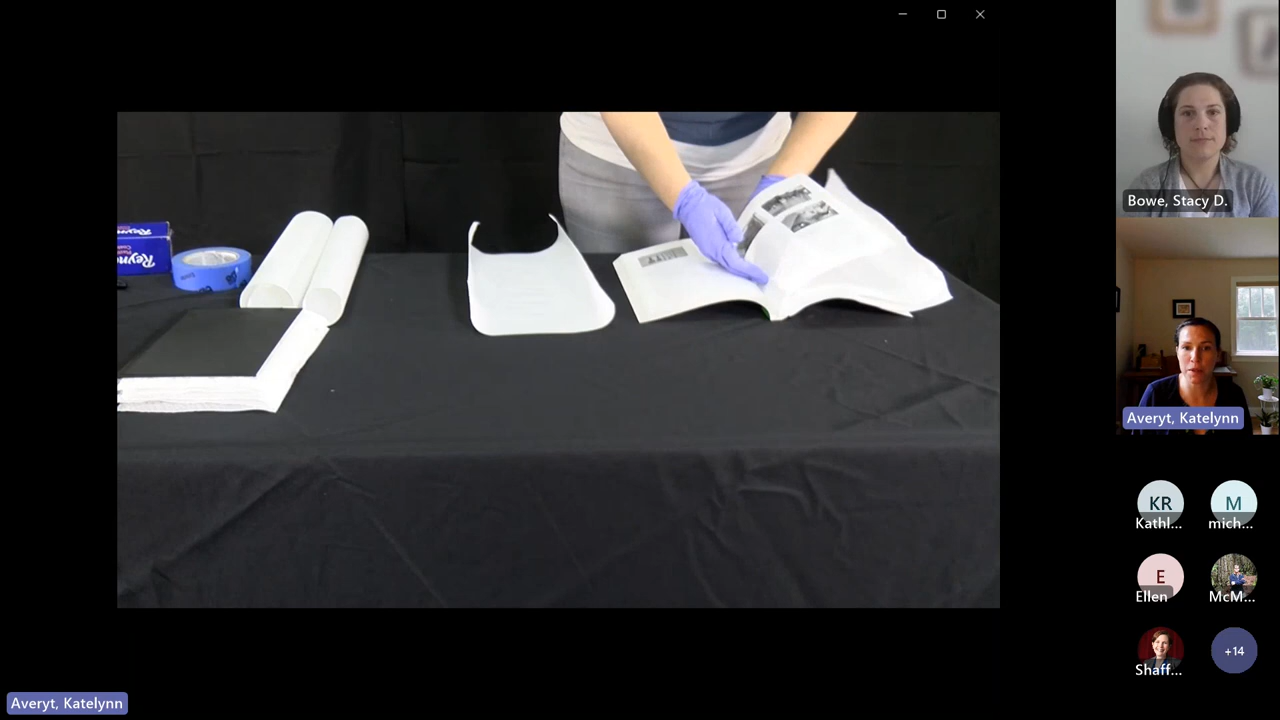 Bowe, Stacy D.
Averyt, Katelynn
KR
Kathl...
M
mich...
E
Ellen
McM...
Shaff...
+14
Averyt, Katelynn